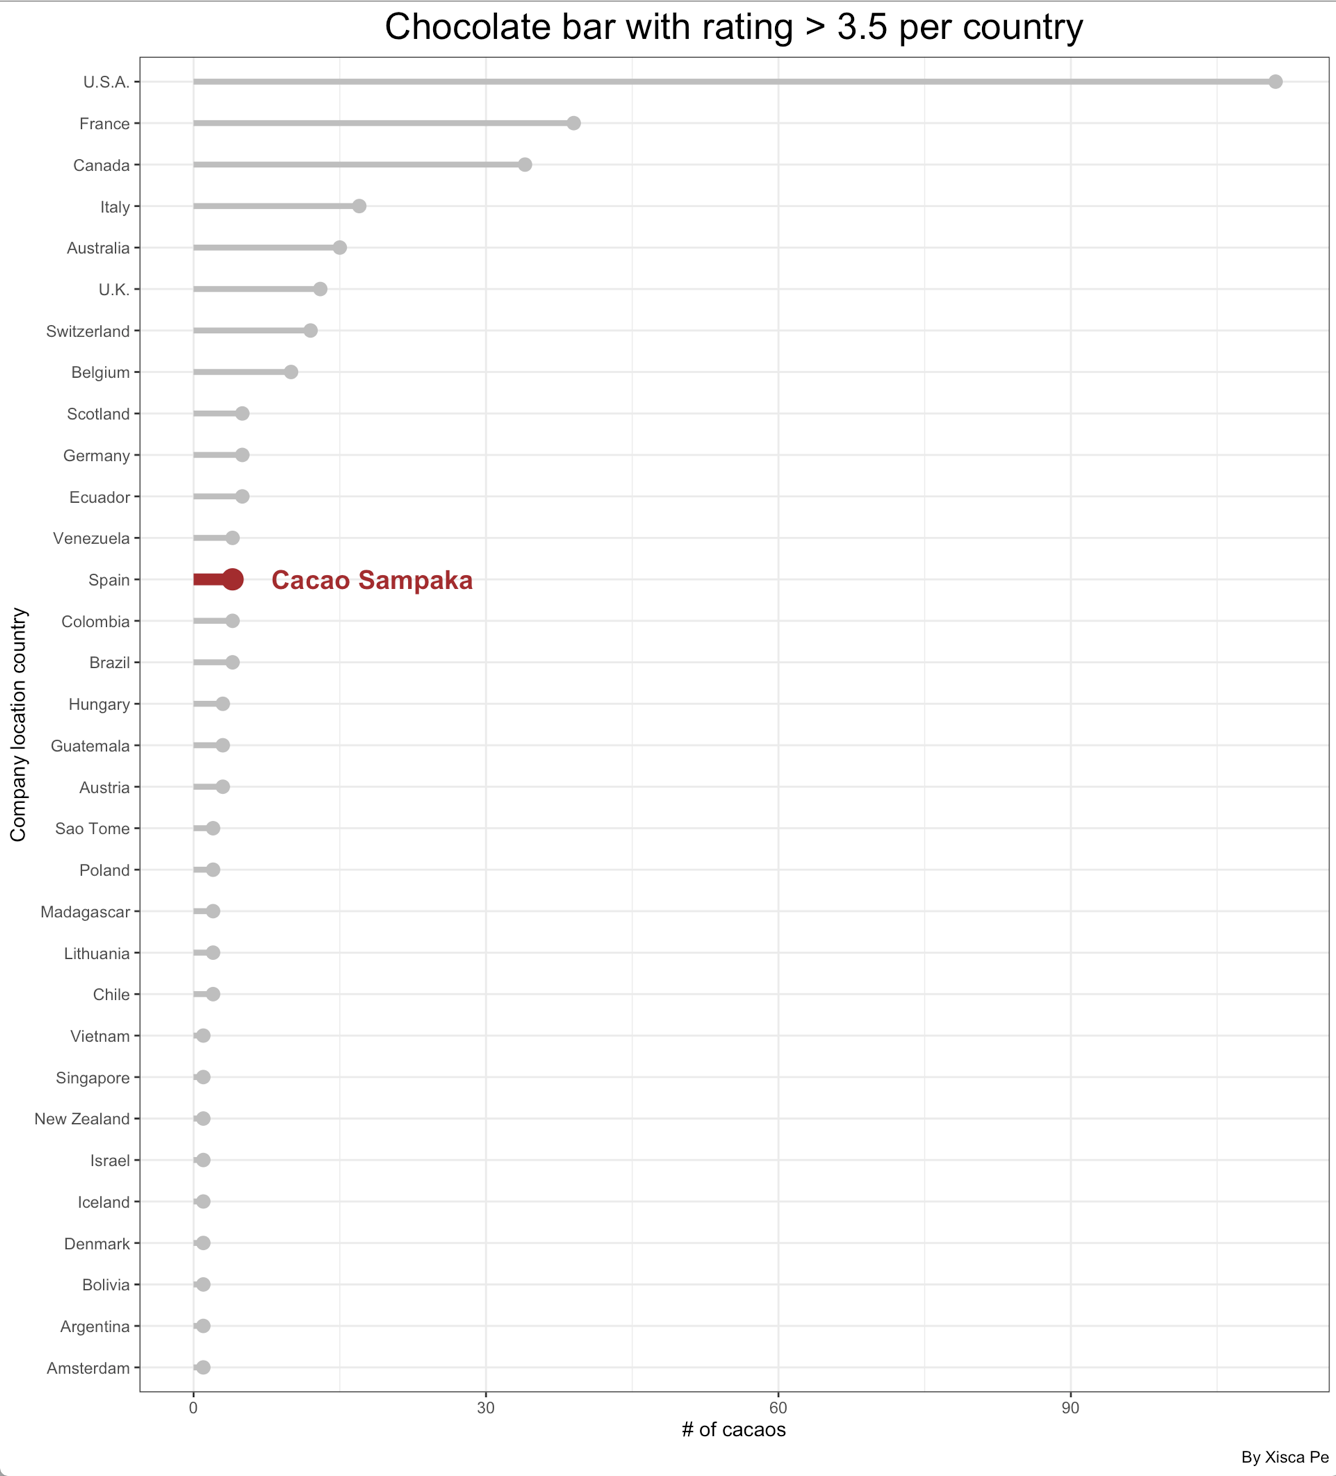 Chocolate bar with rating > 3.5 per country
U.S.A.
France
Canada
Italy
Australia
U.K.
Switzerland
Belgium
Scotland
Germany
Ecuador
Venezuela
Spain Cacao Sampaka
Colombia
Brazil
Hungary
Guatemala
Austria
Sao Tome
Poland
Madagascar
Lithuania
Chile
Vietnam
Singapore
New Zealand
Israel
Iceland
Denmark
Bolivia
Argentina
Amsterdam
Company location country
0 30 60 90
# of cacaos
By Xisca Pe